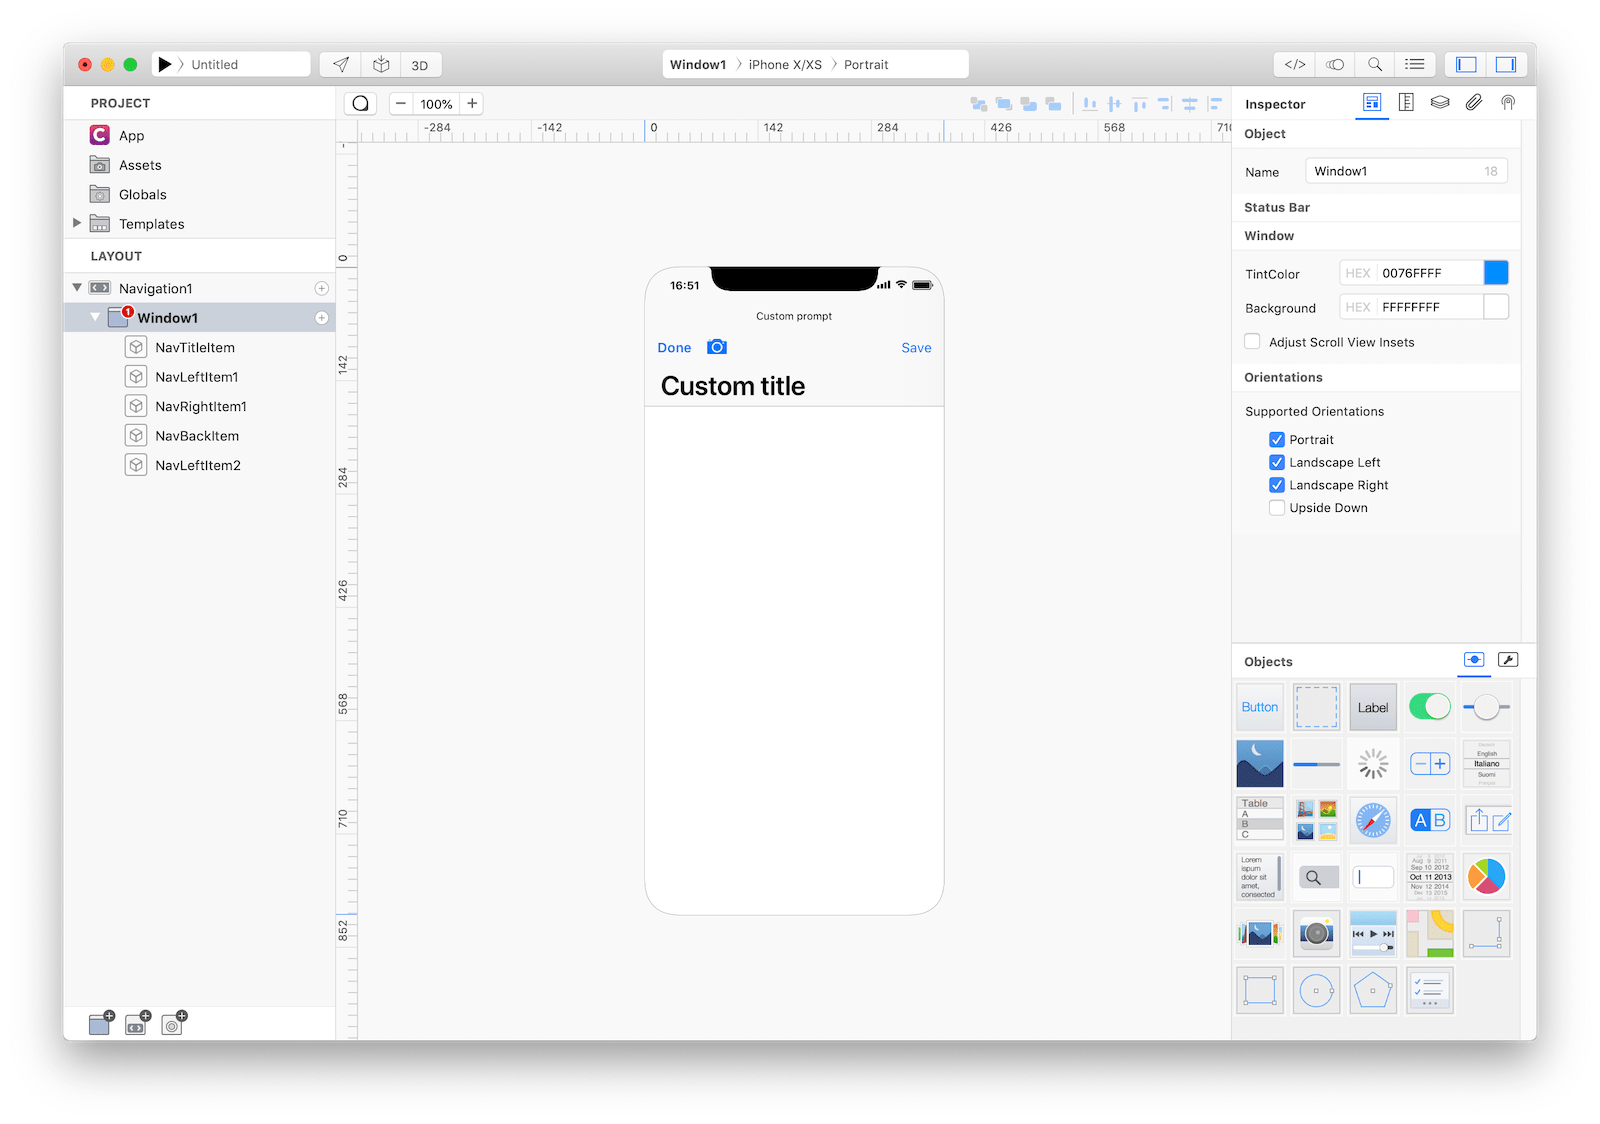 Untitled
3D
Window1 iPhone X/XS Portrait
</>
PROJECT
App
Assets
Globals
Templates
LAYOUT
Navigation1
1
Window1
NavTitleItem
NavLeftItem1
NavRightItem1
NavBackItem
NavLeftItem2
100%
-284 -142 0 142 284 426 568 710
0
142
284
426
568
710
852
16:51
Custom prompt
Done
Save
Custom title
Inspector
Object
Name Window1 18
Status Bar
Window
TintColor HEX 0076FFFF
Background HEX FFFFFFFF
Adjust Scroll View Insets
Orientations
Supported Orientations
Portrait
Landscape Left
Landscape Right
Upside Down
Objects
Button
Label
English
Italiano
Suomi
Table
A
B
C
A B
Lorem
ispum
dolor sit
amet,
consected
Aug 9 2011
Sep 10 2012
Oct 11 2013
Nov 12 2014
Dec 13 2015